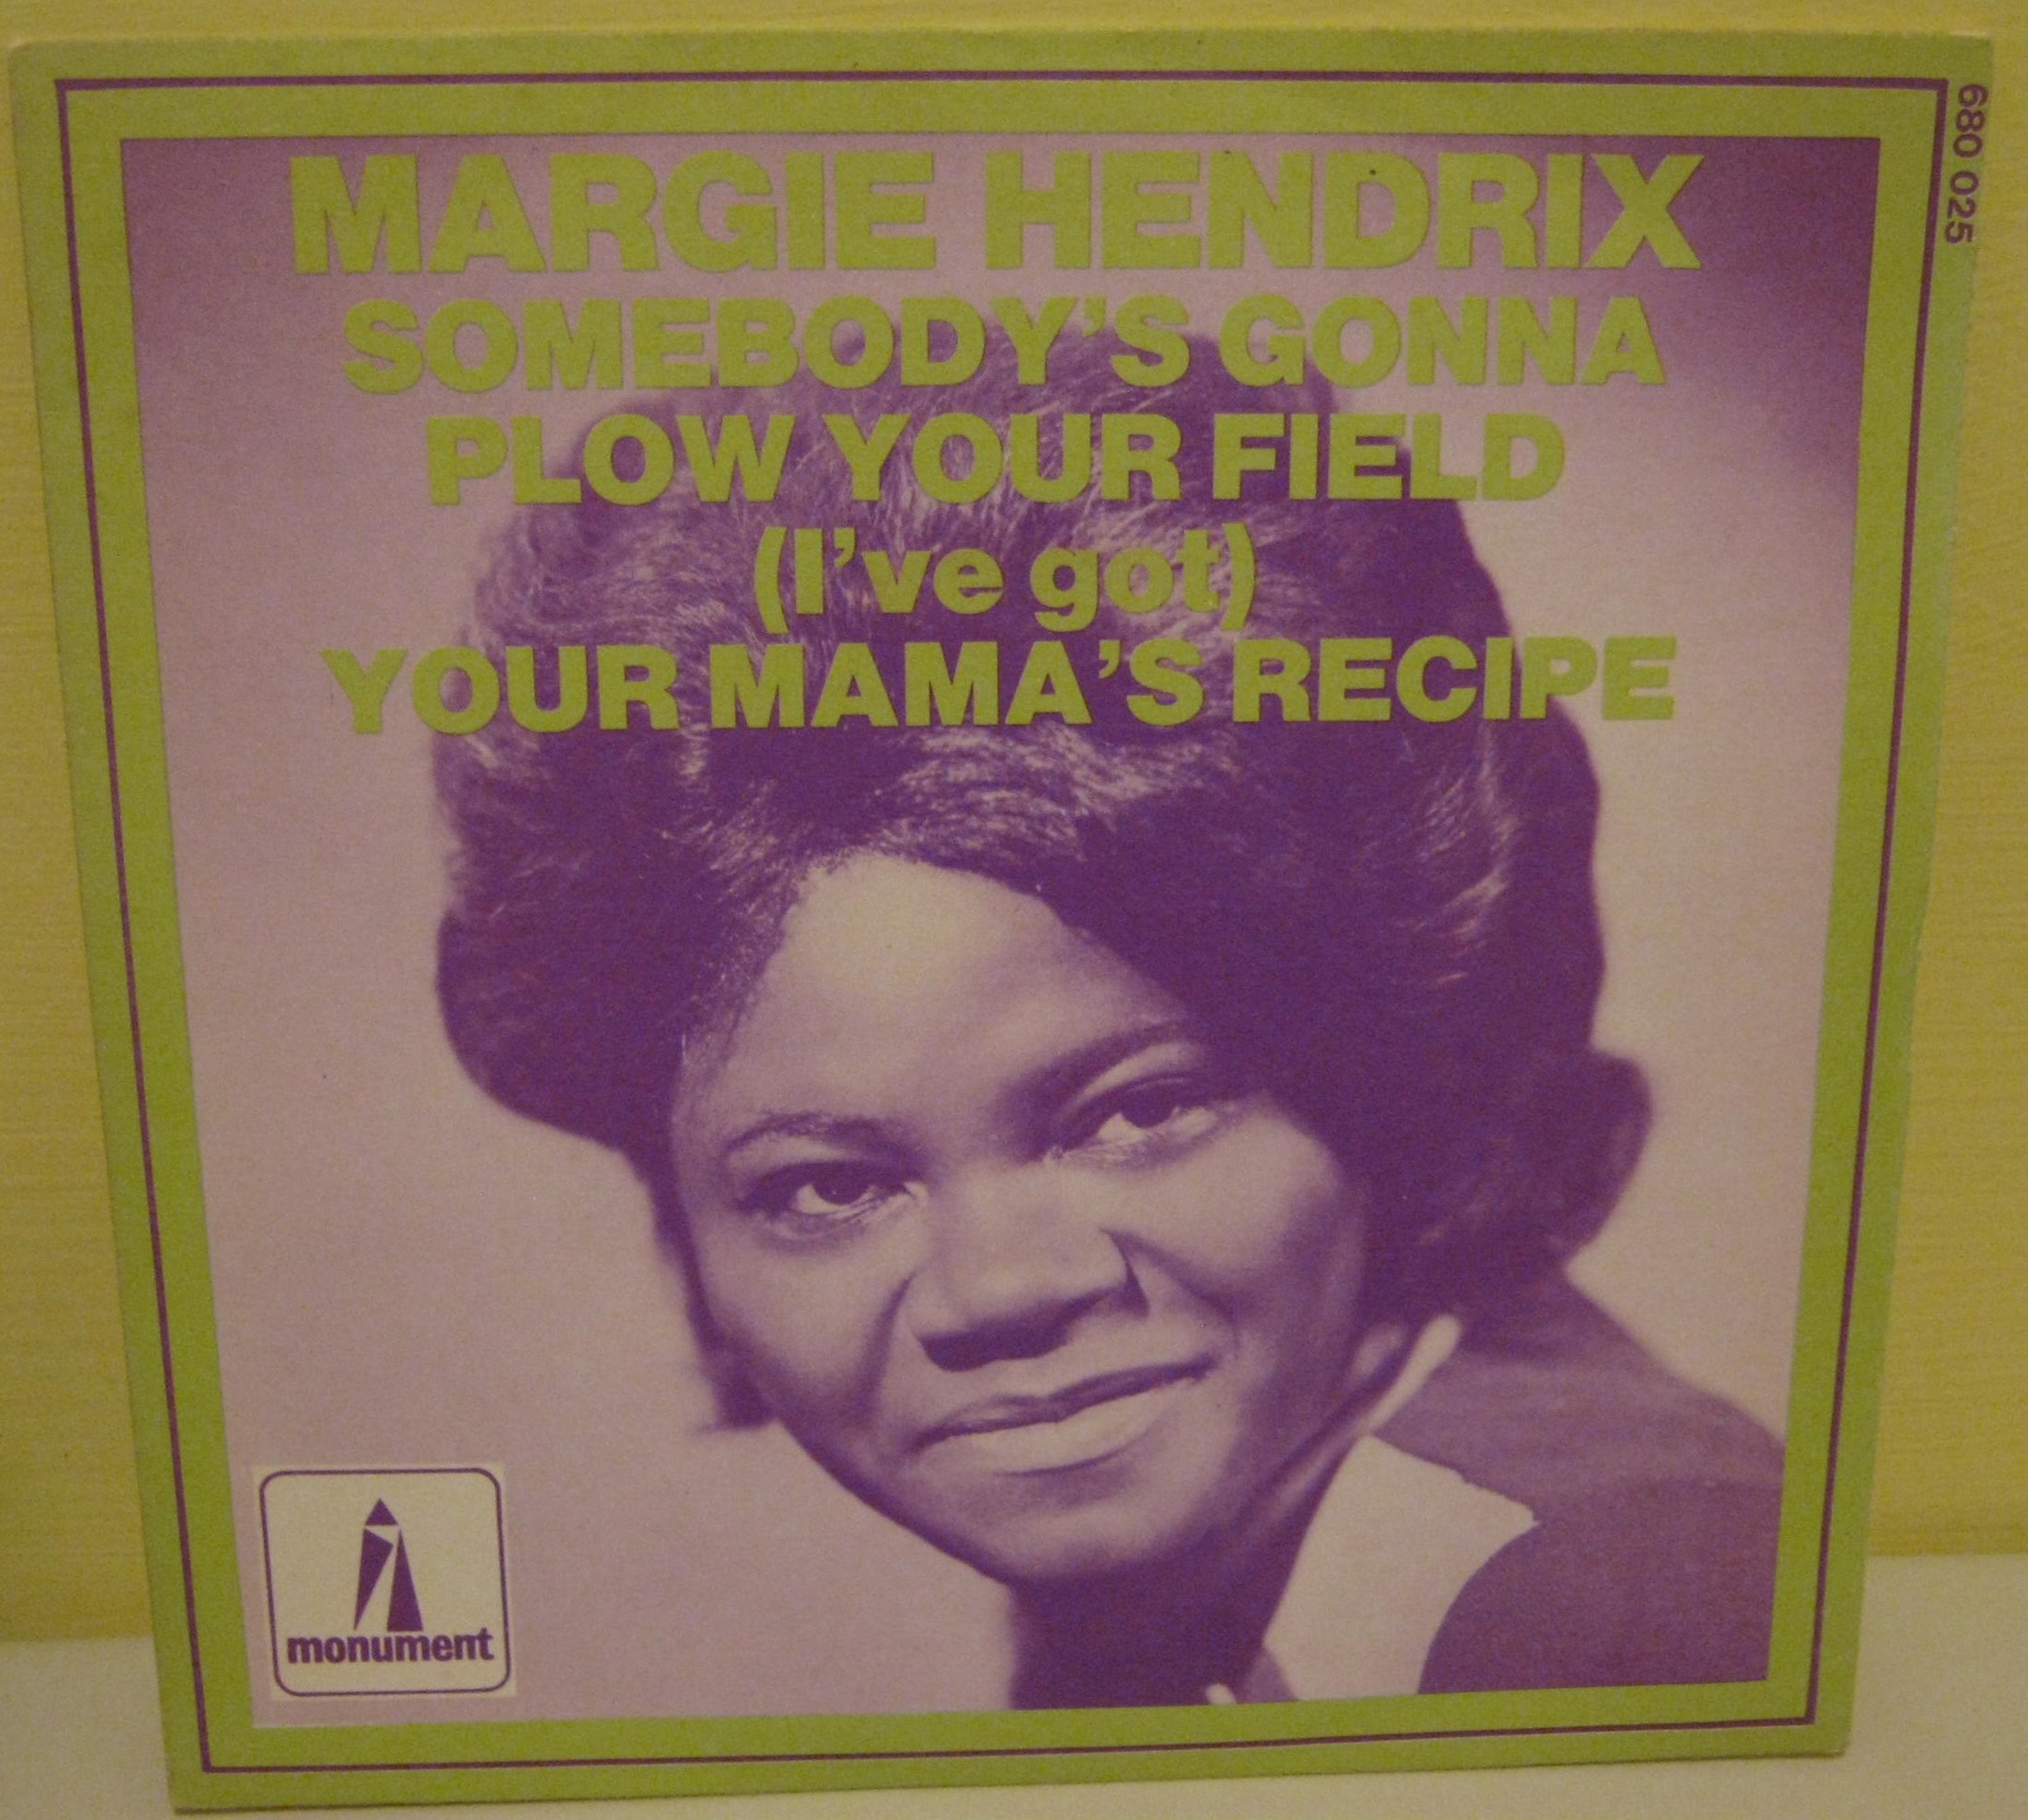 MARGIE HENDRIX
SOMEBODY'S GONNA
PLOW YOUR FIELD
(I've got)
YOUR MAMA'S RECIPE
680 025
monument